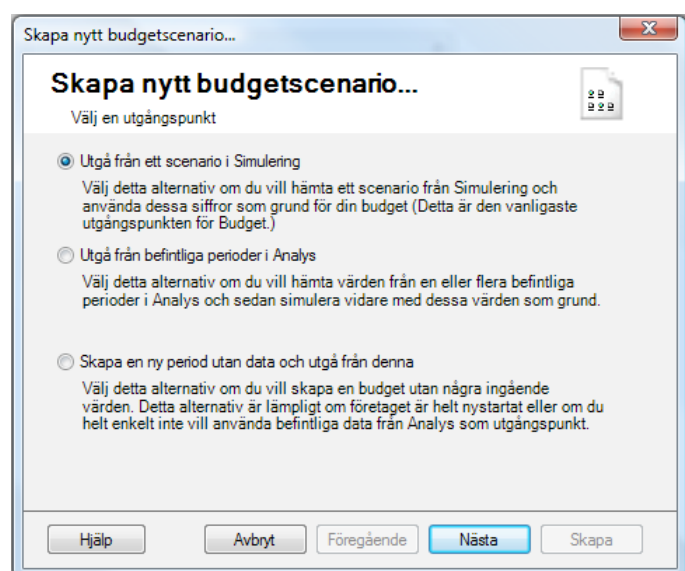 Skapa nytt budgetscenario...
Skapa nytt budgetscenario...
Välj en utgångspunkt
Utgå från ett scenario i Simulering
Välj detta alternativ om du vill hämta ett scenario från Simulering och
använda dessa siffror som grund för din budget (Detta är den vanligaste
utgångspunkten för Budget.)
Utgå från befintliga perioder i Analys
Välj detta alternativ om du vill hämta värden från en eller flera befintliga
perioder i Analys och sedan simulera vidare med dessa värden som grund.
Skapa en ny period utan data och utgå från denna
Välj detta alternativ om du vill skapa en budget utan några ingående
värden. Detta alternativ är lämpligt om företaget är helt nystartat eller om du
helt enkelt inte vill använda befintliga data från Analys som utgångspunkt.
Hjälp Avbryt Föregående Nästa Skapa